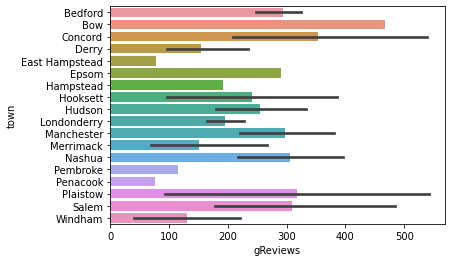 Bedford
Bow
Concord
Derry
East Hampstead
Epsom
Hampstead
Hooksett
Hudson
Londonderry
Manchester
Merrimack
Nashua
Pembroke
Penacook
Plaistow
Salem
Windham
town
0 100 200 300 400 500
gReviews